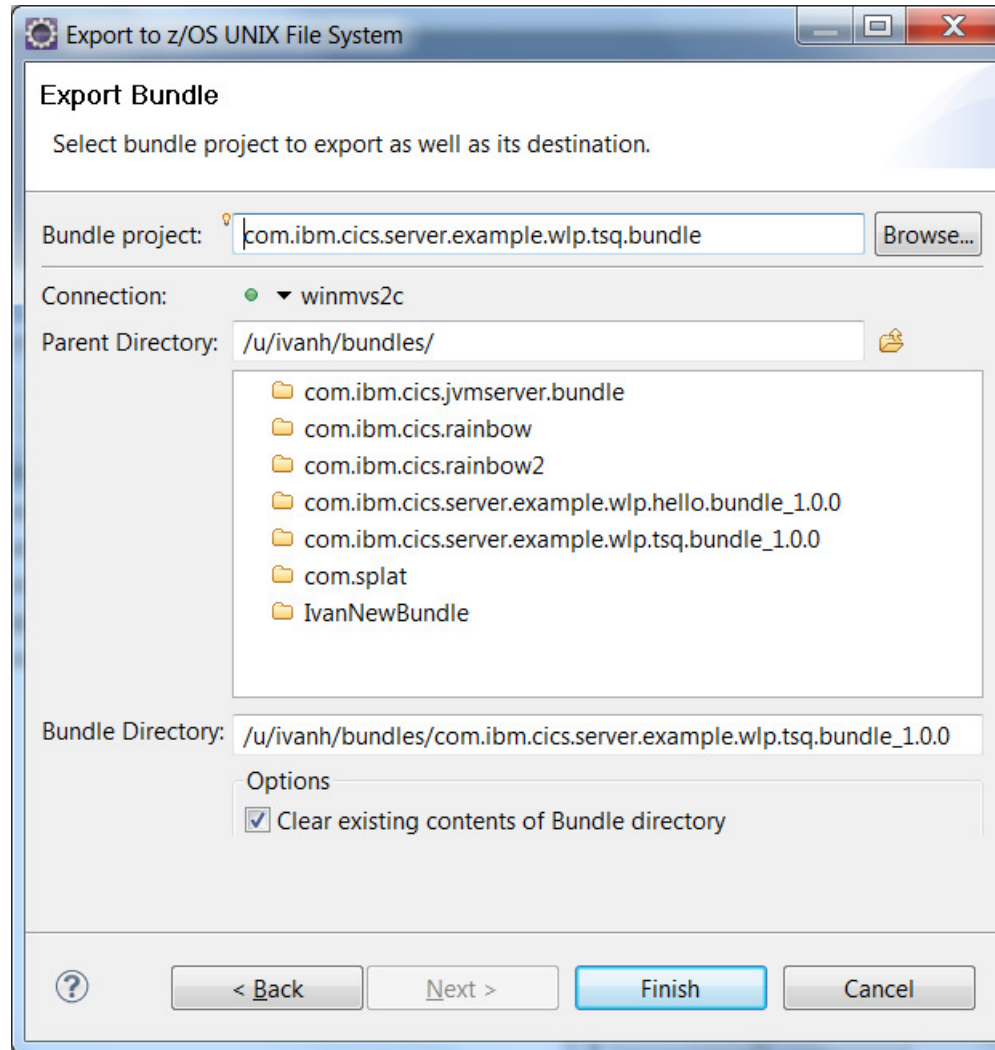 Export to z/OS UNIX File System
Export Bundle
Select bundle project to export as well as its destination.
Bundle project: com.ibm.cics.server.example.wlp.tsq.bundle Browse...
Connection: winmvs2c
Parent Directory: /u/ivanh/bundles/
com.ibm.cics.jvmserver.bundle
com.ibm.cics.rainbow
com.ibm.cics.rainbow2
com.ibm.cics.server.example.wlp.hello.bundle_1.0.0
com.ibm.cics.server.example.wlp.tsq.bundle_1.0.0
com.splat
IvanNewBundle
Bundle Directory: /u/ivanh/bundles/com.ibm.cics.server.example.wlp.tsq.bundle_1.0.0
Options
Clear existing contents of Bundle directory
? < Back Next > Finish Cancel